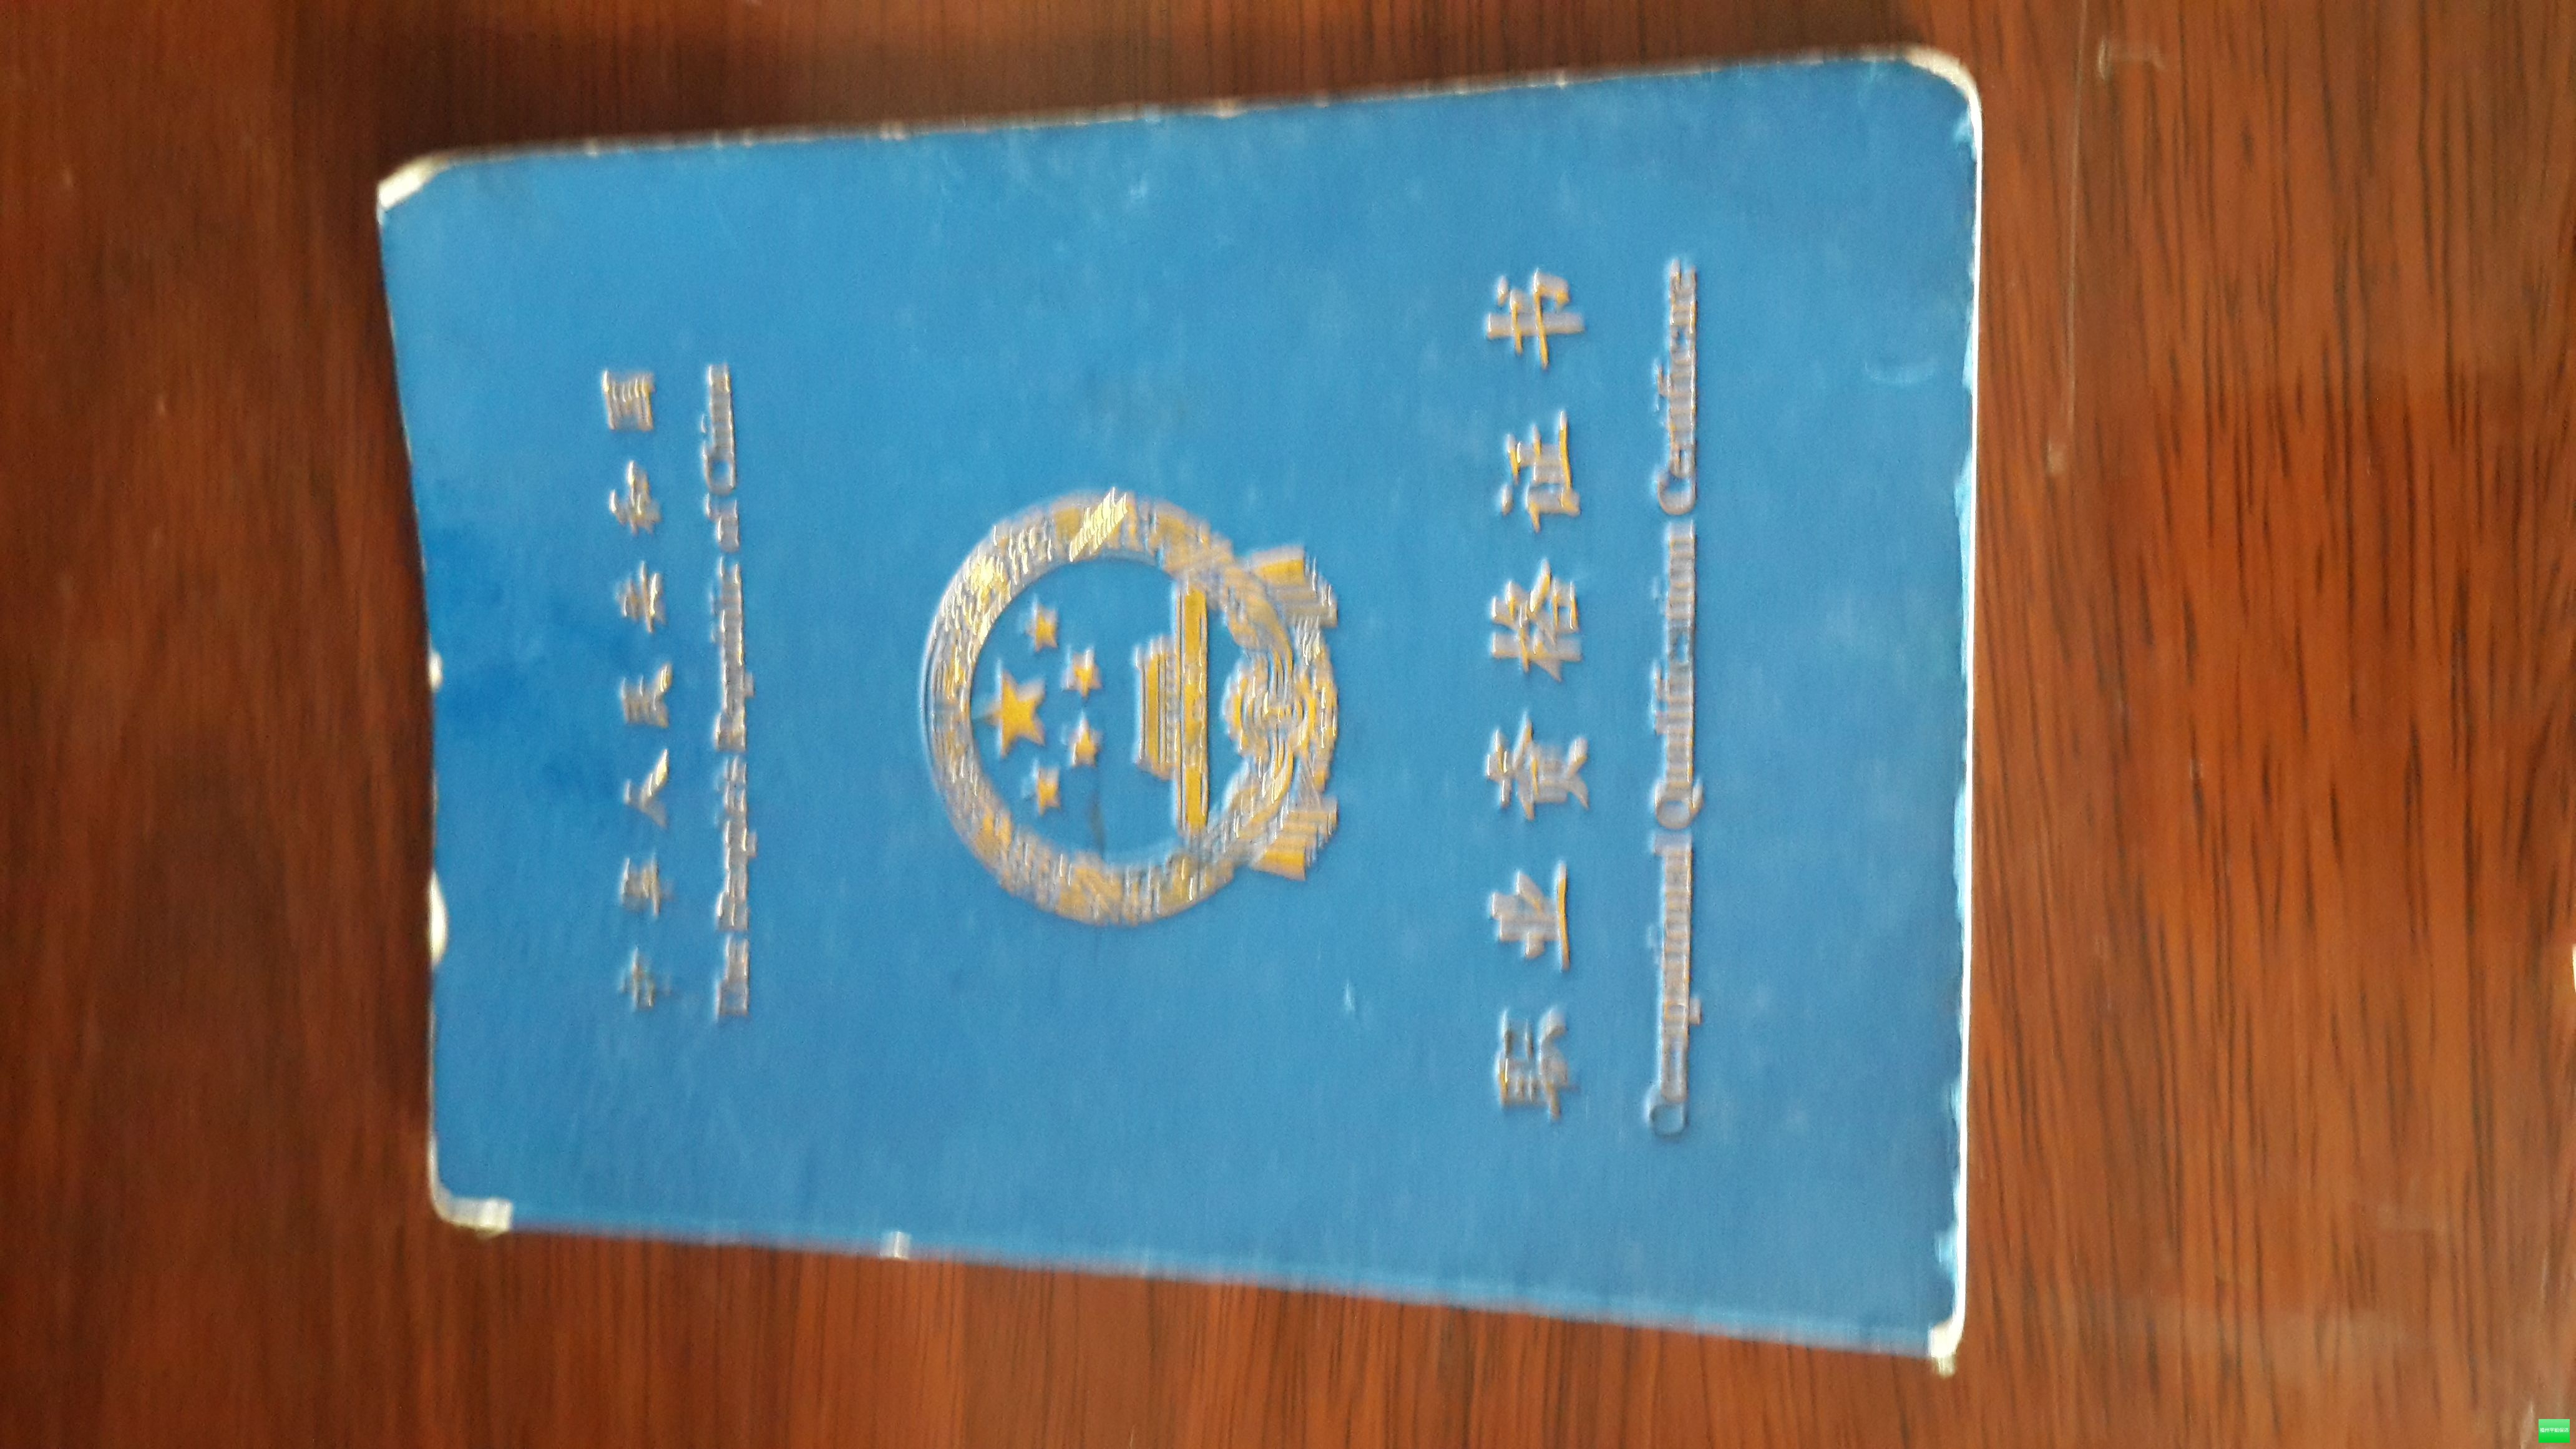 中华人民共和国
The People's Republic of China
职业资格证书
Occupational Qualification Certificate